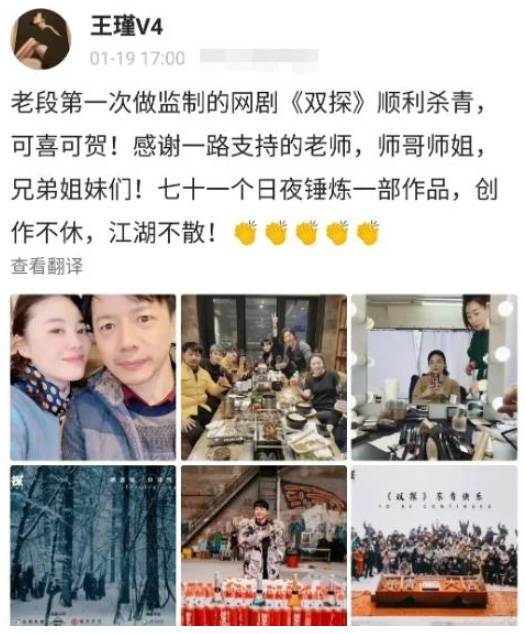 王瑾V4
01-19 17:00
老段第一次做监制的网剧《双探》顺利杀青，
可喜可贺！感谢一路支持的老师，师哥师姐，
兄弟姐妹们！七十一个日夜锤炼一部作品，创
作不休，江湖不散！
查看翻译
探
《双探》杀青快乐
TO BE CONTINUED